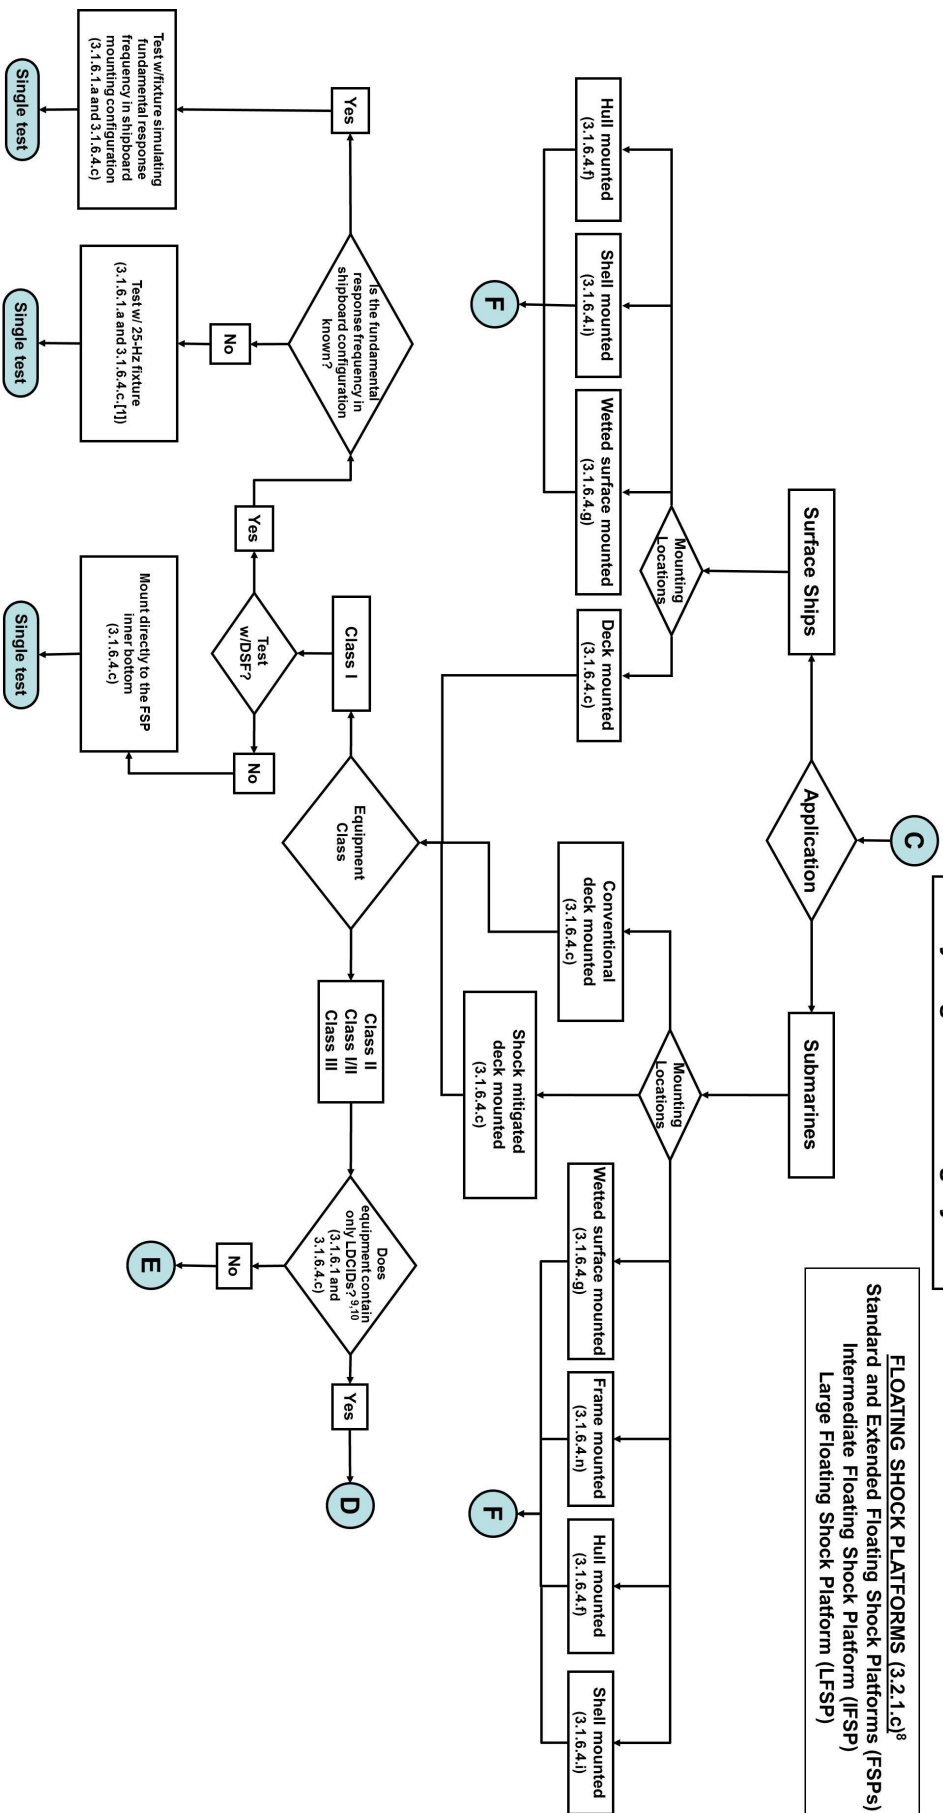 FLOATING SHOCK PLATFORMS (3.2.1.c)⁸
Standard and Extended Floating Shock Platforms (FSPs)
Intermediate Floating Shock Platform (IFSP)
Large Floating Shock Platform (LFSP)
C
Surface Ships
Application
Submarines
Mounting
Locations
Mounting
Locations
Hull mounted
(3.1.6.4.f)
Shell mounted
(3.1.6.4.i)
Wetted surface mounted
(3.1.6.4.g)
Deck mounted
(3.1.6.4.c)
Conventional
deck mounted
(3.1.6.4.c)
Shock mitigated
deck mounted
(3.1.6.4.c)
Wetted surface mounted
(3.1.6.4.g)
Frame mounted
(3.1.6.4.n)
Hull mounted
(3.1.6.4.f)
Shell mounted
(3.1.6.4.i)
F
F
Yes
Is the fundamental
response frequency in
shipboard configuration
known?
Class I
Equipment
Class
Class II
Class I/II
Class III
Does
equipment contain
only LDCIDs? ⁹,¹⁰
(3.1.6.1 and
3.1.6.4.c)
Yes
D
No
Yes
Test
w/DSF?
No
No
E
Test w/fixture simulating
fundamental response
frequency in shipboard
mounting configuration
(3.1.6.1.a and 3.1.6.4.c)
Test w/ 25-Hz fixture
(3.1.6.1.a and 3.1.6.4.c.[1])
Mount directly to the FSP
inner bottom
(3.1.6.4.c)
Single test
Single test
Single test